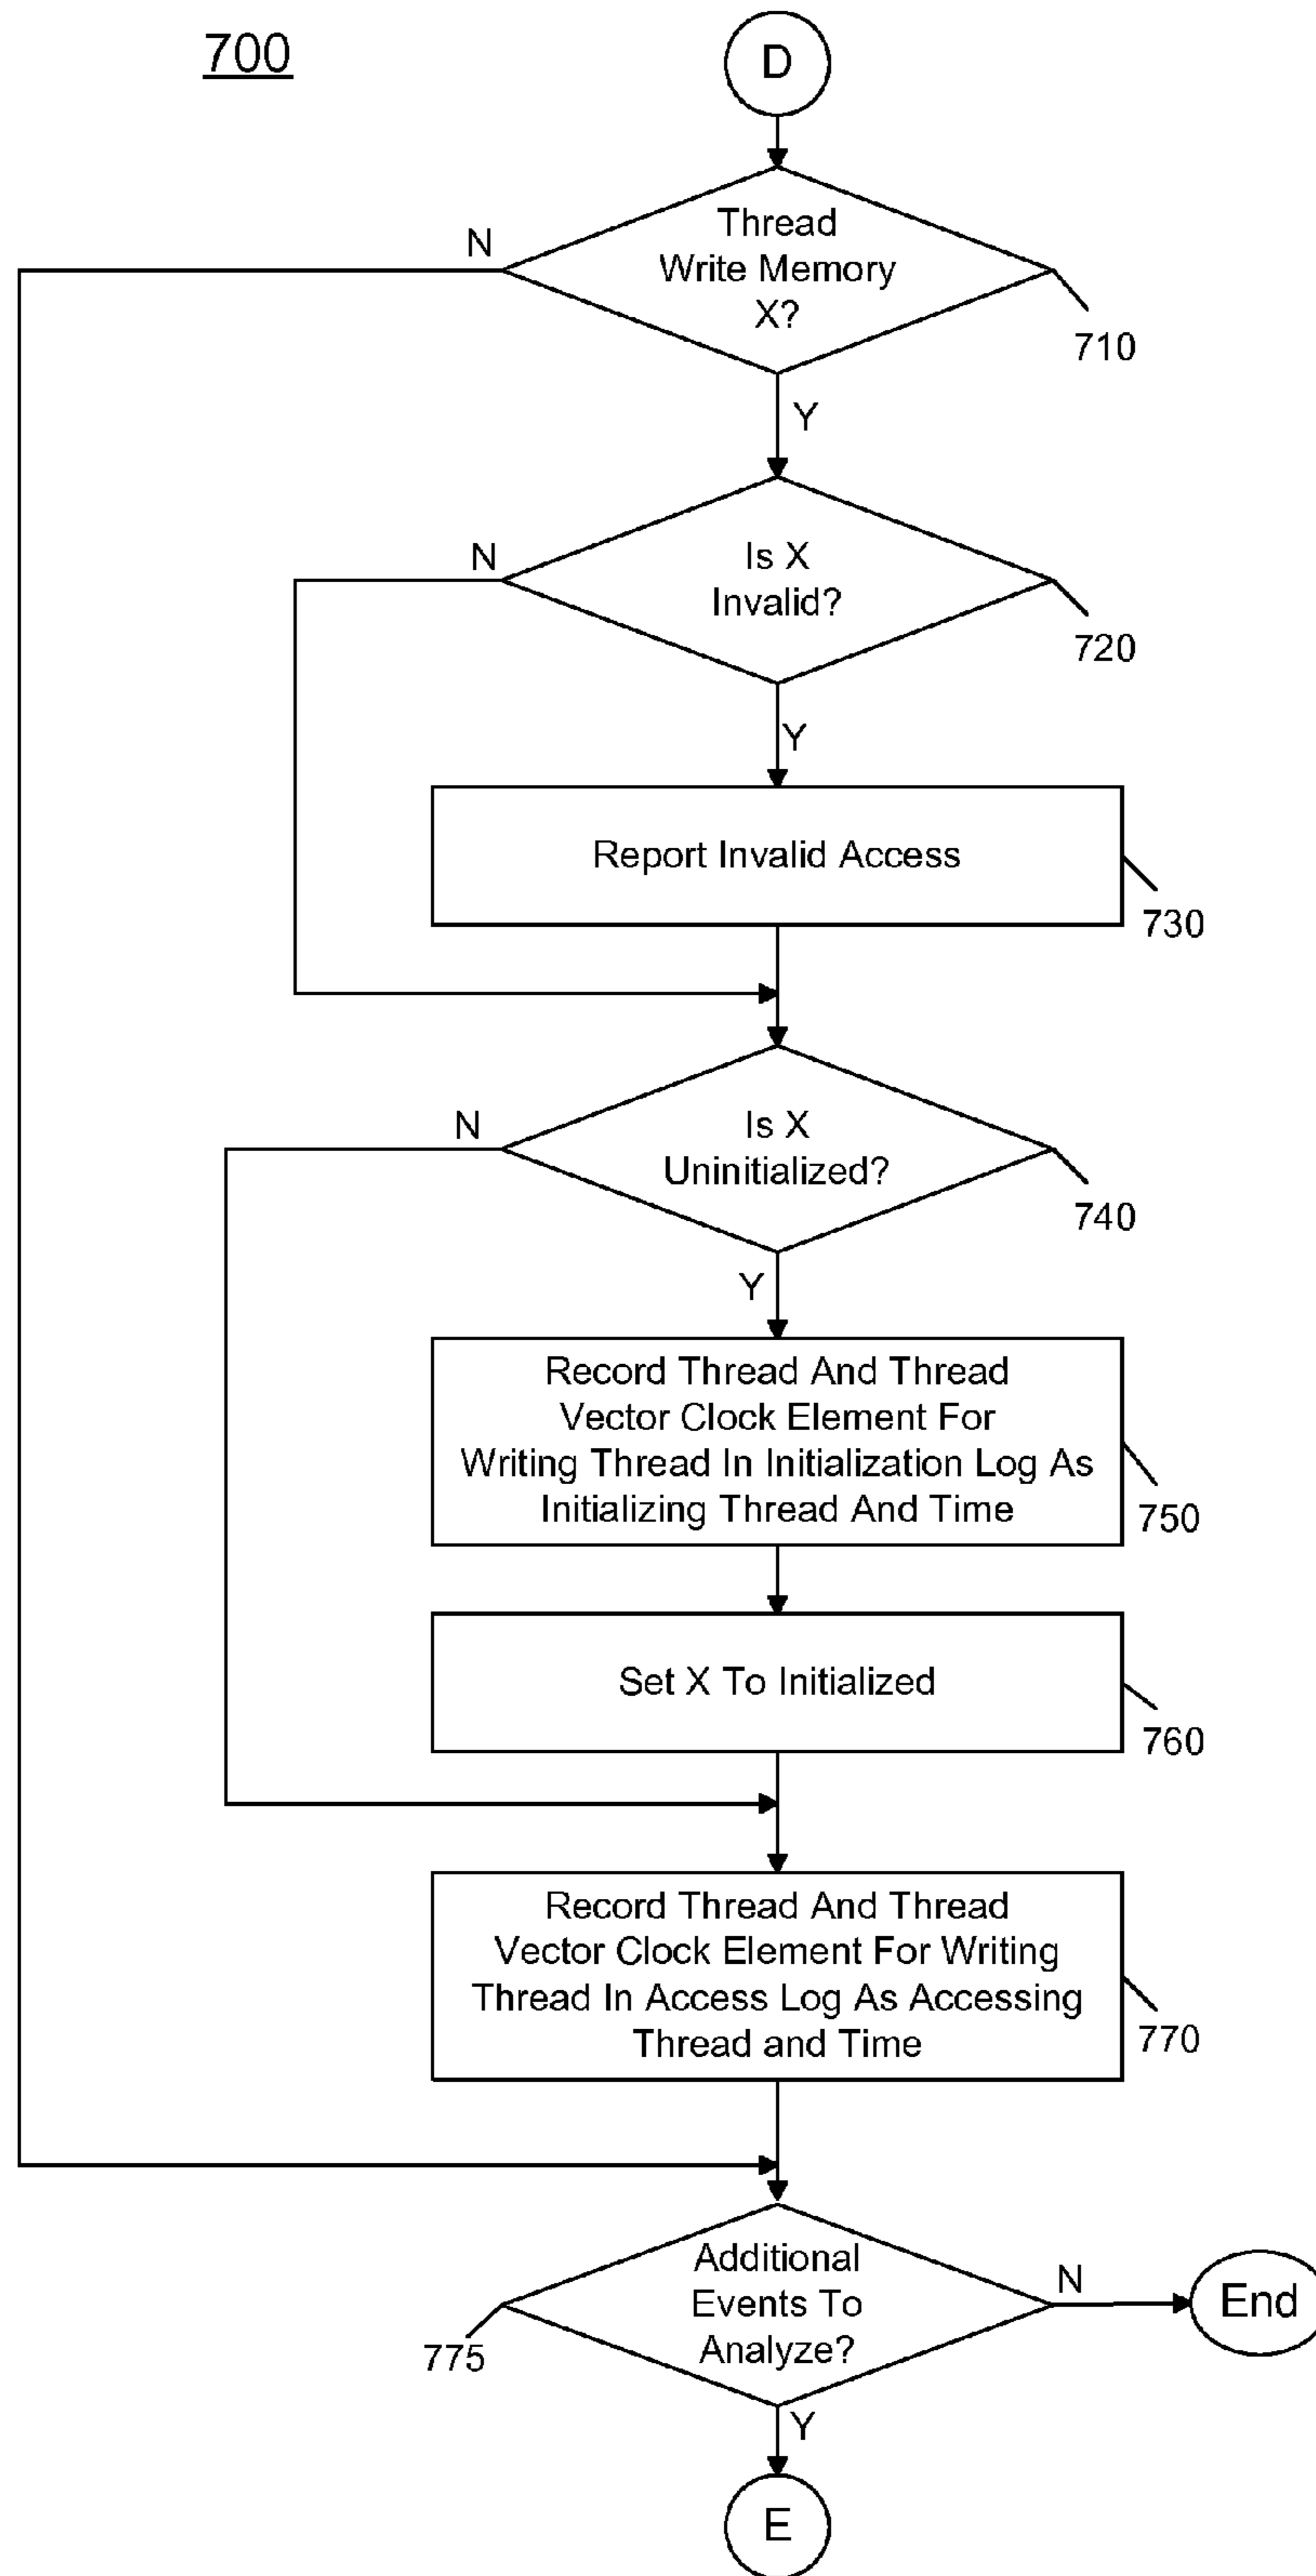 700
D
Thread
Write Memory
X?
N
710
Y
Is X
Invalid?
N
720
Y
Report Invalid Access
730
Is X
Uninitialized?
N
740
Y
Record Thread And Thread
Vector Clock Element For
Writing Thread In Initialization Log As
Initializing Thread And Time
750
Set X To Initialized
760
Record Thread And Thread
Vector Clock Element For Writing
Thread In Access Log As Accessing
Thread and Time
770
Additional
Events To
Analyze?
N
End
775
Y
E